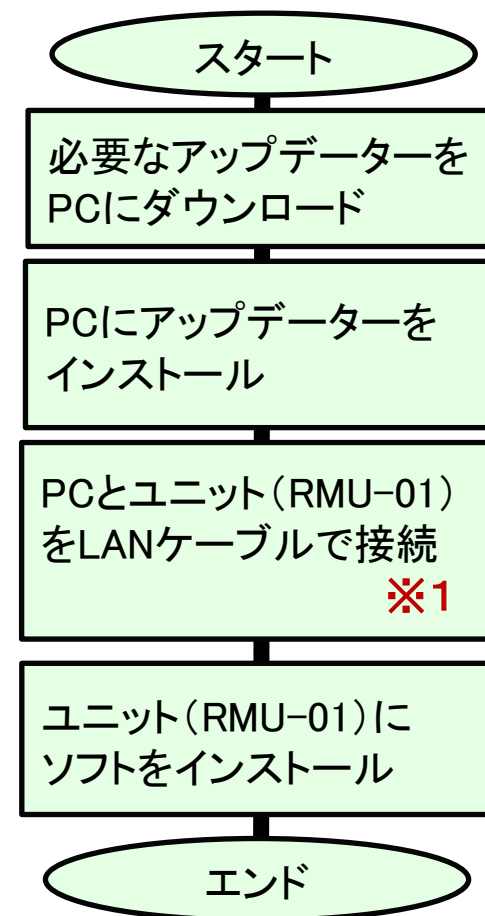 スタート
必要なアップデーターを
PCにダウンロード
PCにアップデーターを
インストール
PCとユニット（RMU-01）
をLANケーブルで接続
※１
ユニット（RMU-01）に
ソフトをインストール
エンド